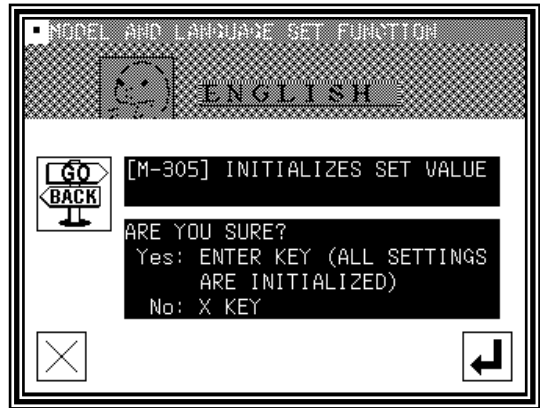 MODEL AND LANGUAGE SET FUNCTION
ENGLISH
GO
BACK
[M-305] INITIALIZES SET VALUE
ARE YOU SURE?
Yes: ENTER KEY (ALL SETTINGS
ARE INITIALIZED)
No: X KEY